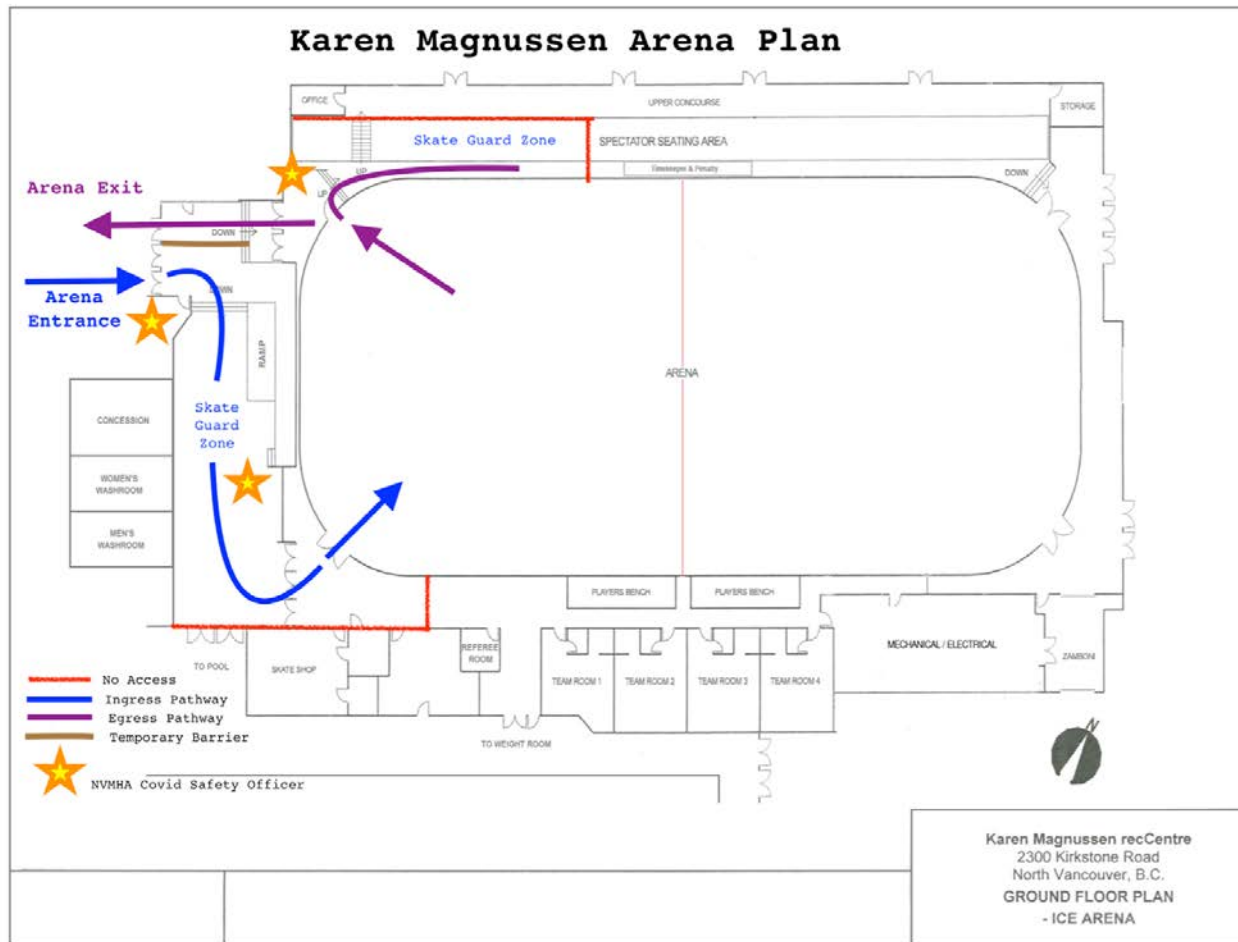 Karen Magnussen Arena Plan
OFFICE
UPPER CONCOURSE
STORAGE
Skate Guard Zone
SPECTATOR SEATING AREA
Timekeeper & Penalty
UP
UP
DOWN
Arena Exit
DOWN
DOWN
Arena
Entrance
RAMP
ARENA
CONCESSION
Skate
Guard
Zone
WOMEN'S
WASHROOM
MEN'S
WASHROOM
PLAYERS BENCH
PLAYERS BENCH
TO POOL
SKATE SHOP
REFEREE
ROOM
TEAM ROOM 1
TEAM ROOM 2
TEAM ROOM 3
TEAM ROOM 4
MECHANICAL / ELECTRICAL
ZAMBONI
TO WEIGHT ROOM
No Access
Ingress Pathway
Egress Pathway
Temporary Barrier
NVMHA Covid Safety Officer
N
Karen Magnussen recCentre
2300 Kirkstone Road
North Vancouver, B.C.
GROUND FLOOR PLAN
- ICE ARENA